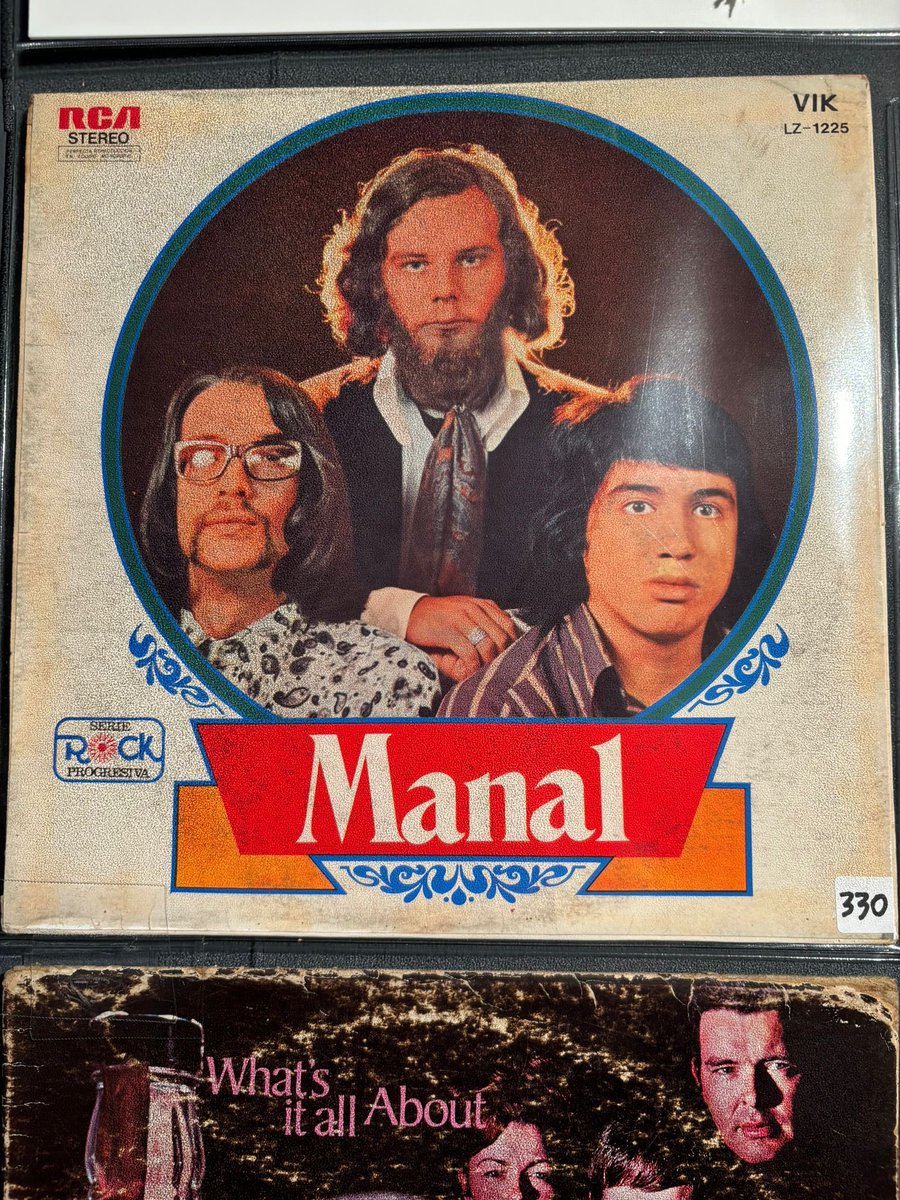 RCA
STEREO
VIK
LZ-1225
SERIE
ROCK
PROGRESIVA
Manal
330
What's
it all About